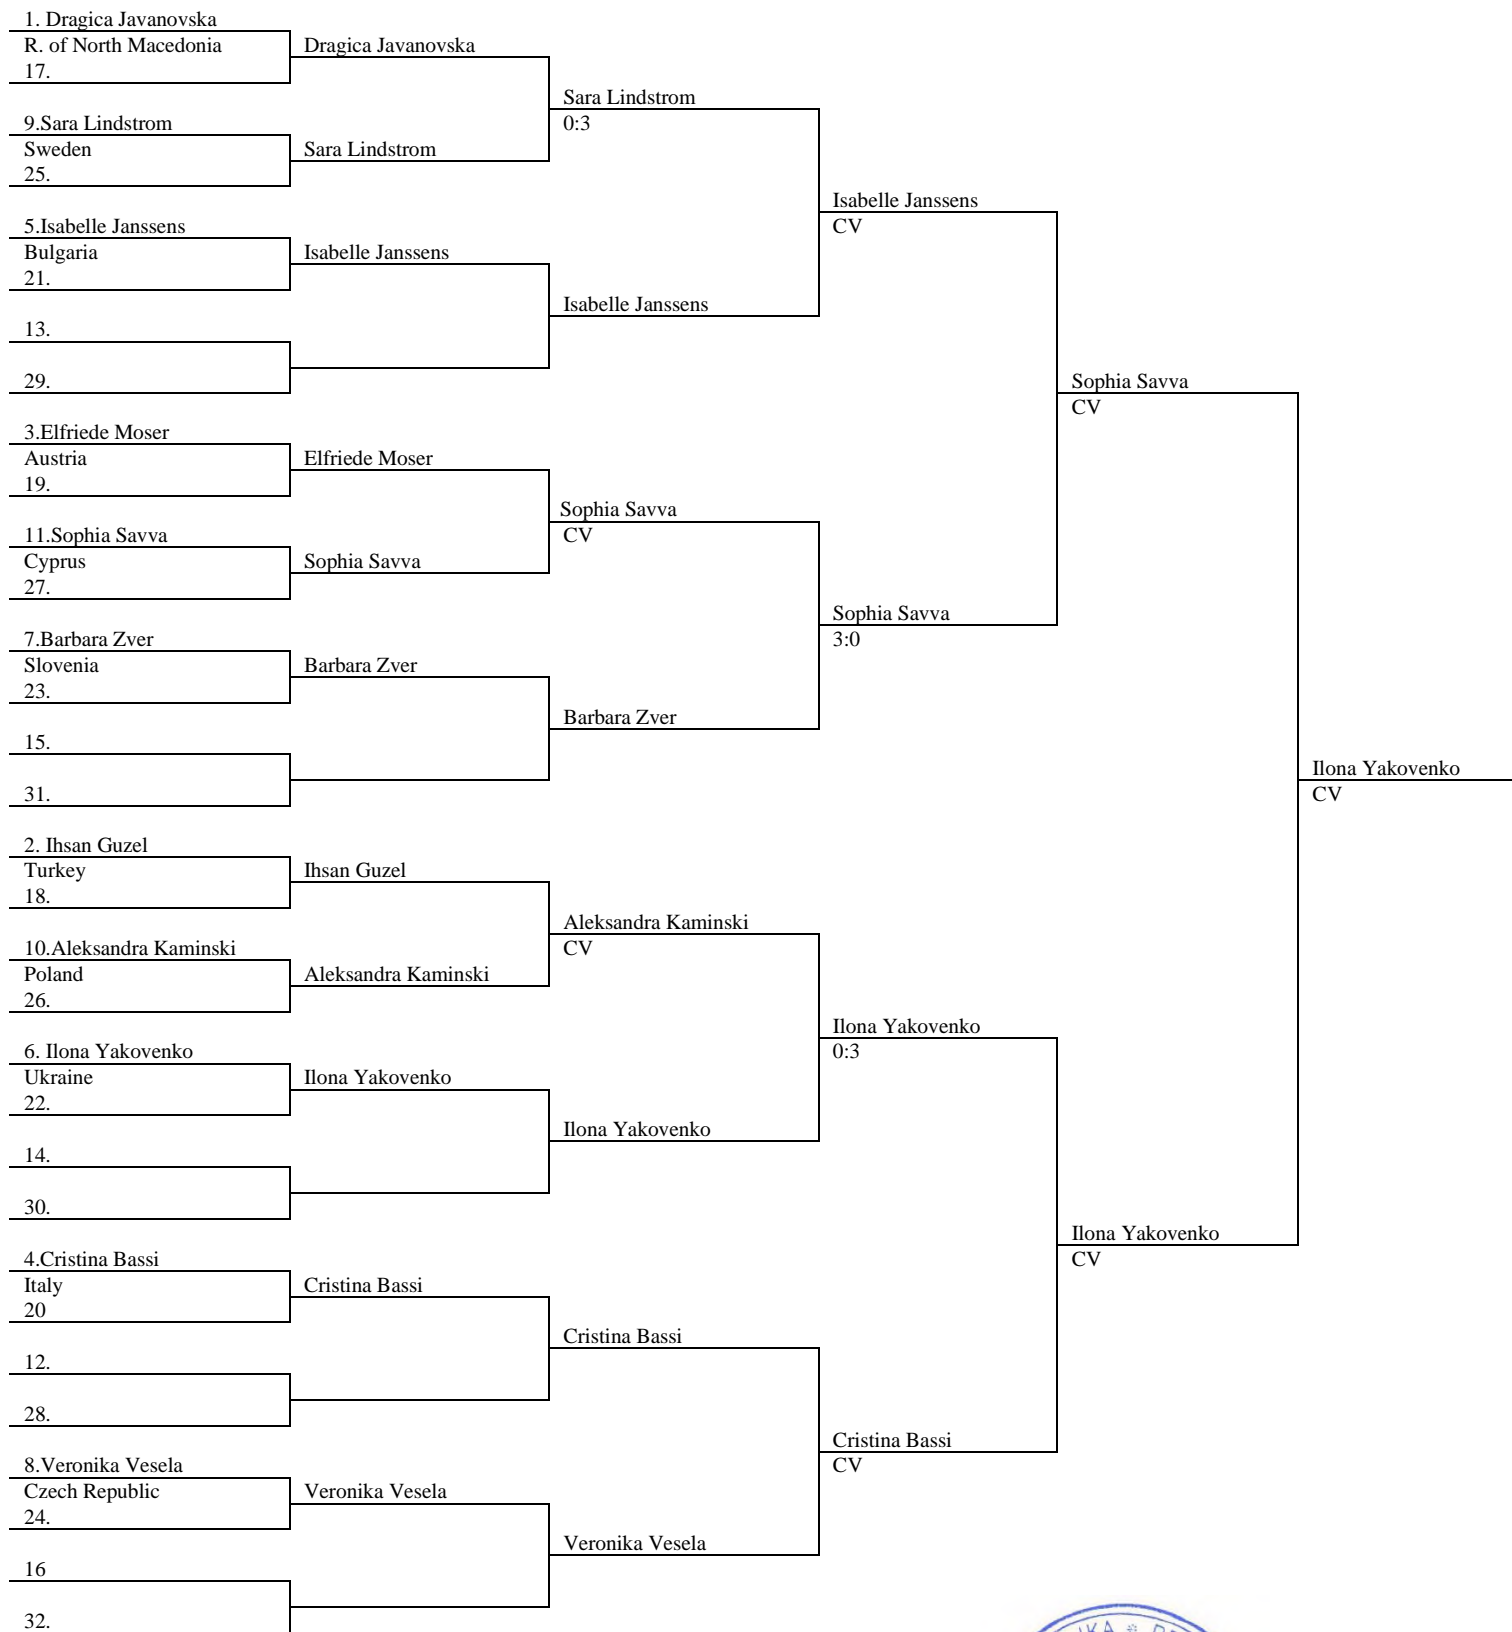 1. Dragica Javanovska
R. of North Macedonia
17.
9.Sara Lindstrom
Sweden
25.
5.Isabelle Janssens
Bulgaria
21.
13.
29.
3.Elfriede Moser
Austria
19.
11.Sophia Savva
Cyprus
27.
7.Barbara Zver
Slovenia
23.
15.
31.
2. Ihsan Guzel
Turkey
18.
10.Aleksandra Kaminski
Poland
26.
6. Ilona Yakovenko
Ukraine
22.
14.
30.
4.Cristina Bassi
Italy
20
12.
28.
8.Veronika Vesela
Czech Republic
24.
16
32.
Dragica Javanovska
Sara Lindstrom
Isabelle Janssens
Elfriede Moser
Sophia Savva
Barbara Zver
Ihsan Guzel
Aleksandra Kaminski
Ilona Yakovenko
Cristina Bassi
Veronika Vesela
Sara Lindstrom
0:3
Isabelle Janssens
Sophia Savva
CV
Barbara Zver
Aleksandra Kaminski
CV
Ilona Yakovenko
Cristina Bassi
Veronika Vesela
Isabelle Janssens
CV
Sophia Savva
3:0
Ilona Yakovenko
0:3
Cristina Bassi
CV
Sophia Savva
CV
Ilona Yakovenko
CV
Ilona Yakovenko
CV